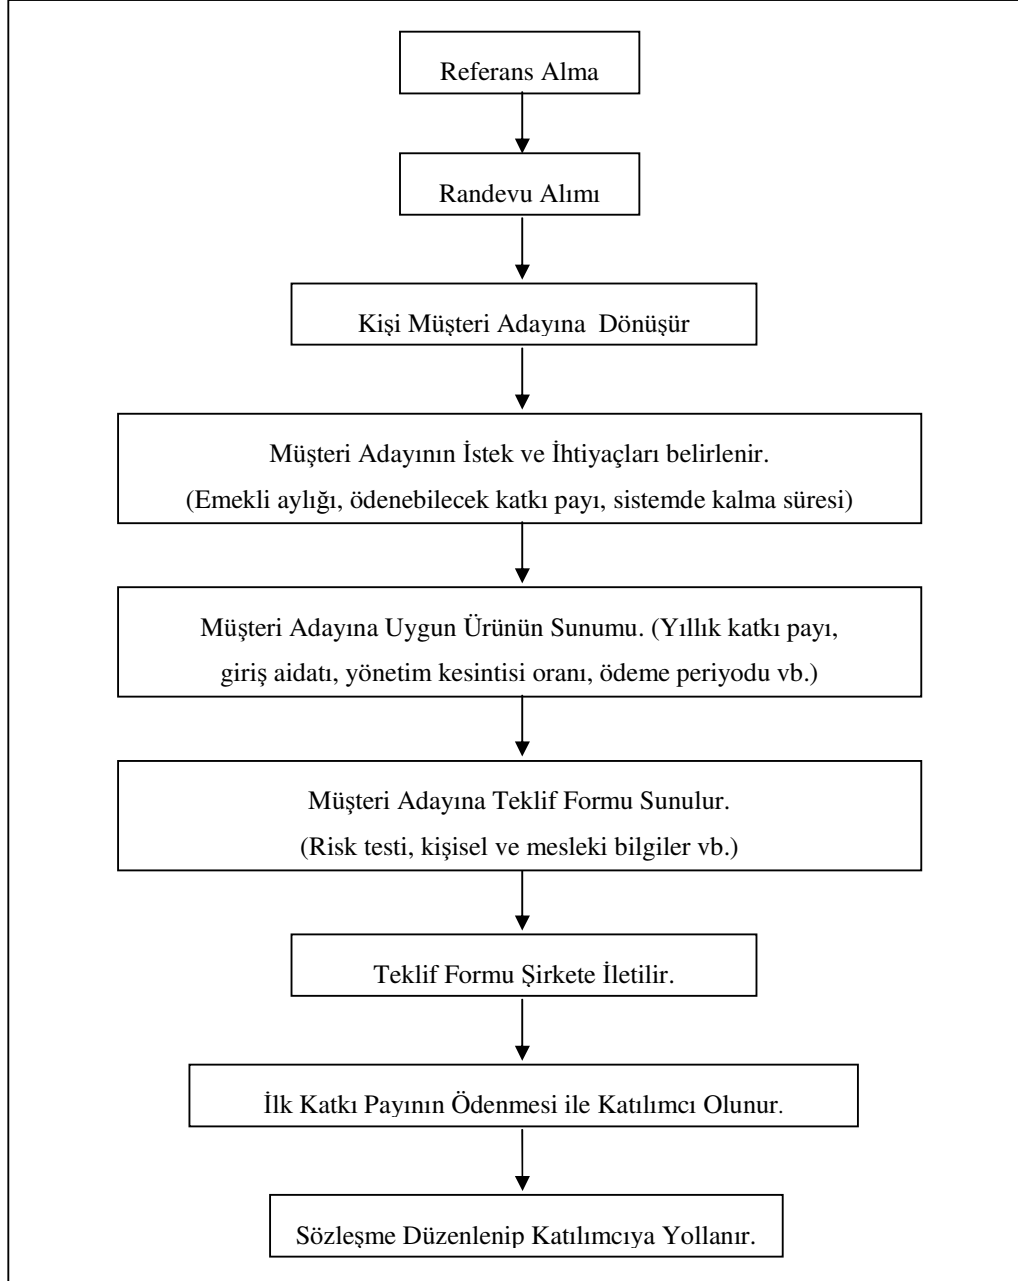 Referans Alma
Randevu Alımı
Kişi Müşteri Adayına  Dönüşür
Müşteri Adayının İstek ve İhtiyaçları belirlenir.
(Emekli aylığı, ödenebilecek katkı payı, sistemde kalma süresi)
Müşteri Adayına Uygun Ürünün Sunumu. (Yıllık katkı payı,
giriş aidatı, yönetim kesintisi oranı, ödeme periyodu vb.)
Müşteri Adayına Teklif Formu Sunulur.
(Risk testi, kişisel ve mesleki bilgiler vb.)
Teklif Formu Şirkete İletilir.
İlk Katkı Payının Ödenmesi ile Katılımcı Olunur.
Sözleşme Düzenlenip Katılımcıya Yollanır.